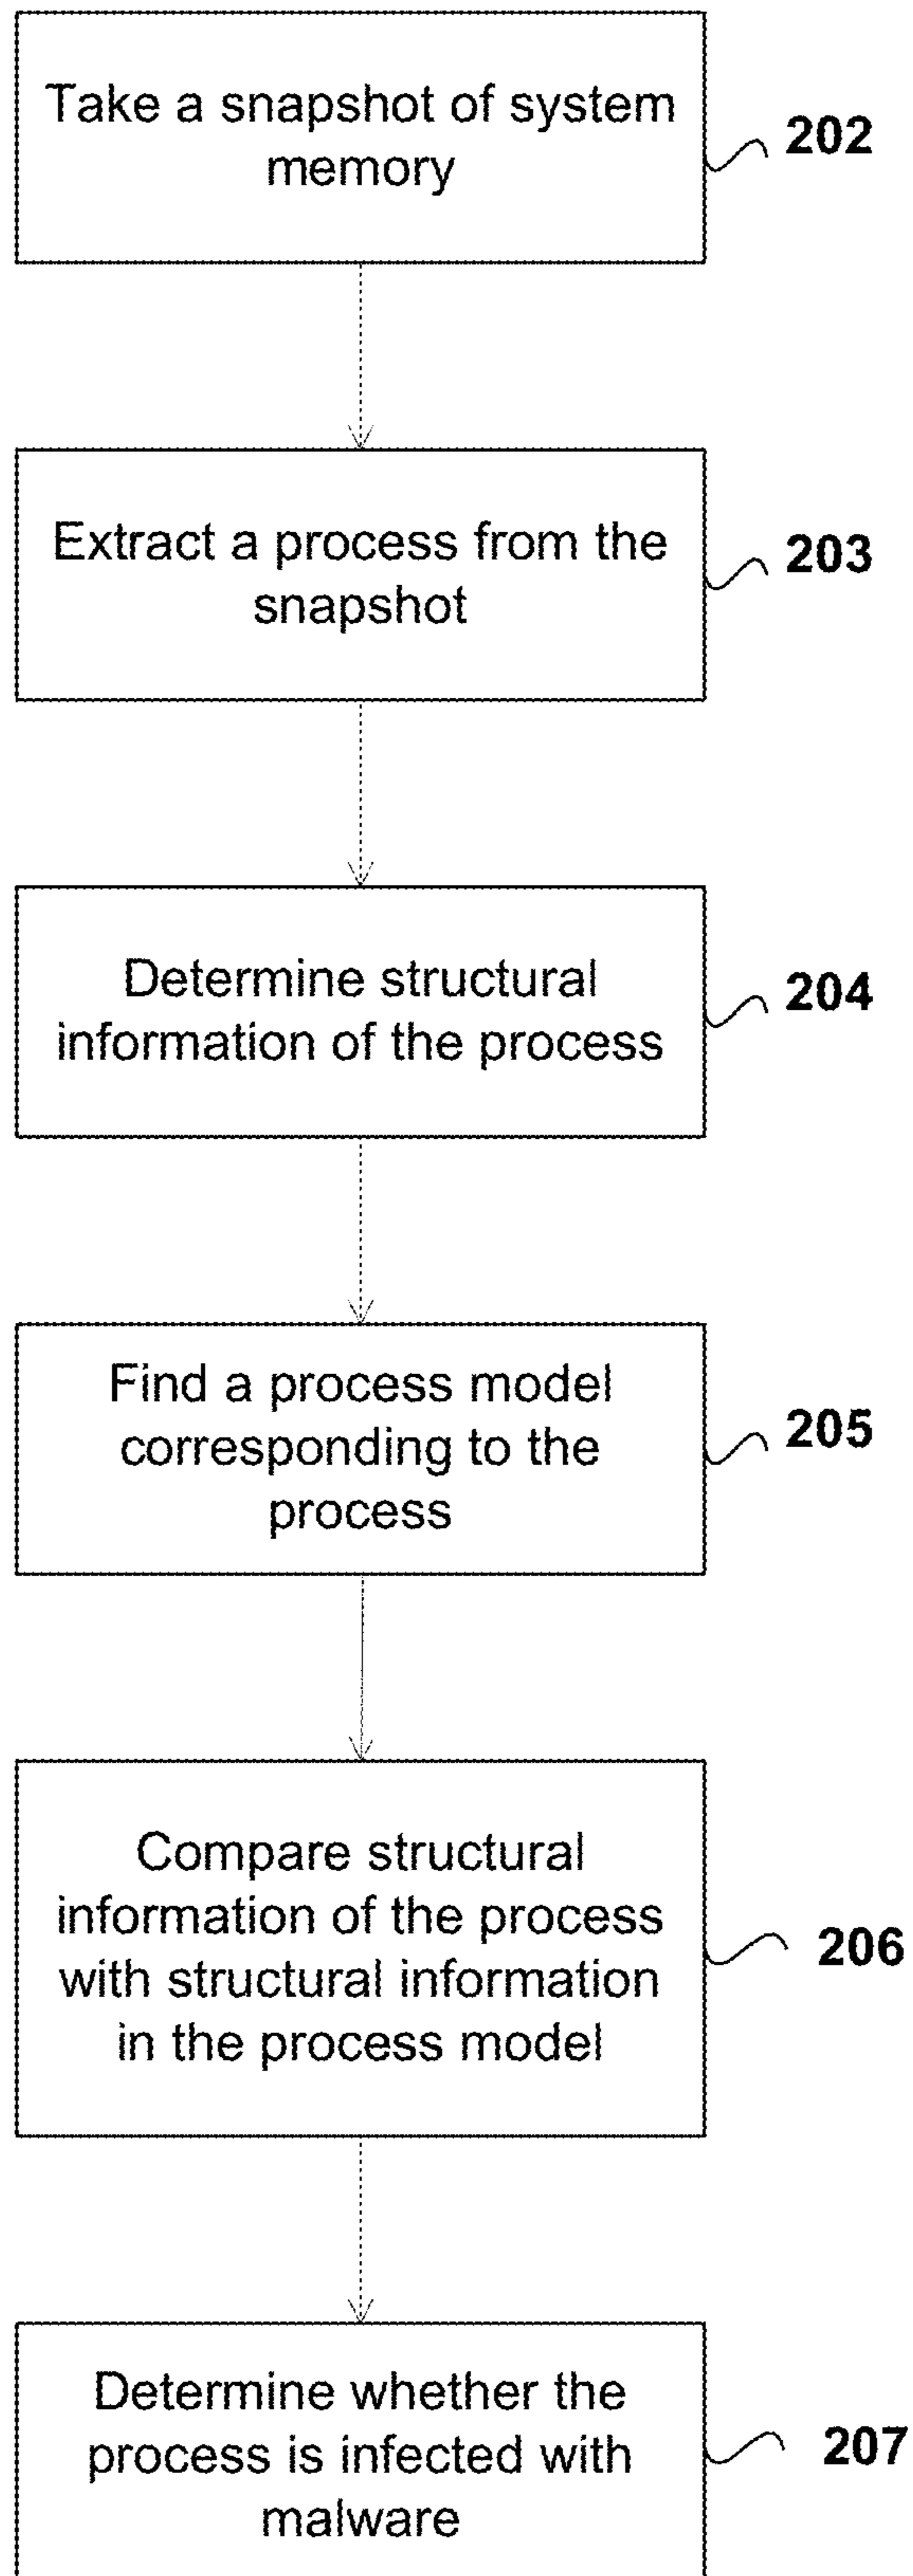 Take a snapshot of system
memory
202
Extract a process from the
snapshot
203
Determine structural
information of the process
204
Find a process model
corresponding to the
process
205
Compare structural
information of the process
with structural information
in the process model
206
Determine whether the
process is infected with
malware
207